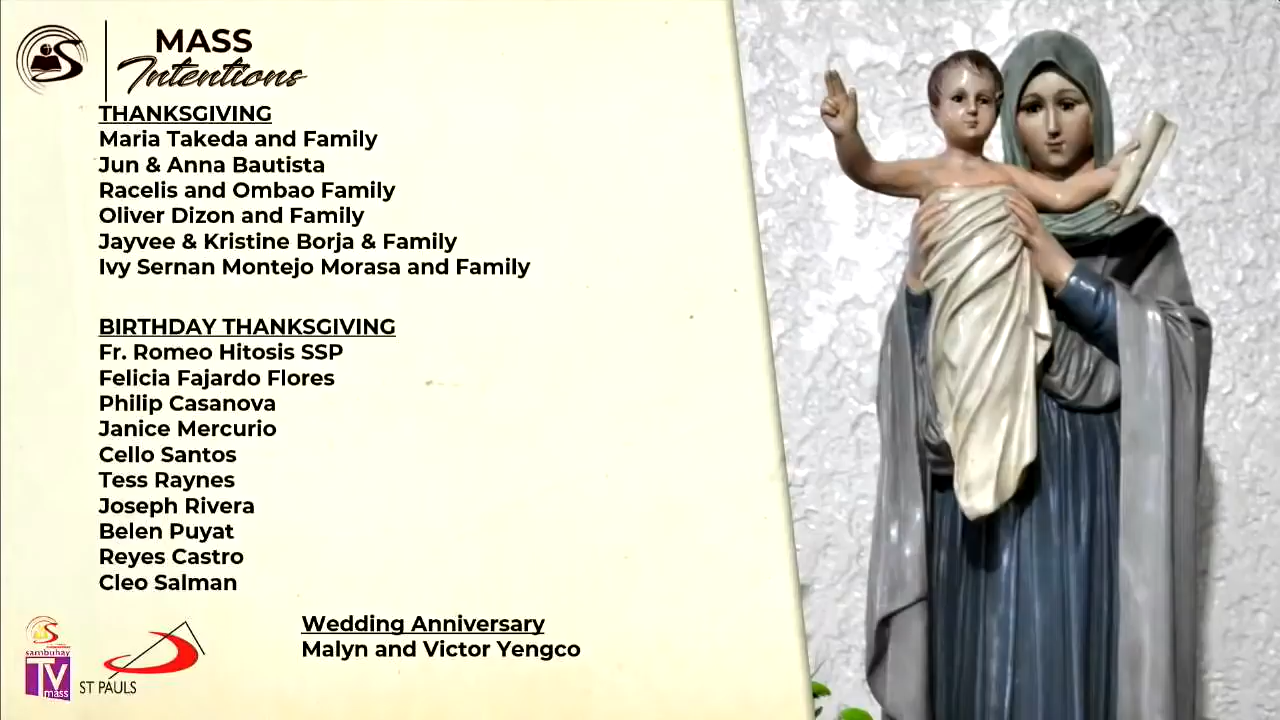 MASS
Intentions
THANKSGIVING
Maria Takeda and Family
Jun & Anna Bautista
Racelis and Ombao Family
Oliver Dizon and Family
Jayvee & Kristine Borja & Family
Ivy Sernan Montejo Morasa and Family
BIRTHDAY THANKSGIVING
Fr. Romeo Hitosis SSP
Felicia Fajardo Flores
Philip Casanova
Janice Mercurio
Cello Santos
Tess Raynes
Joseph Rivera
Belen Puyat
Reyes Castro
Cleo Salman
Wedding Anniversary
Malyn and Victor Yengco
sambuhay
TV
mass
ST PAULS